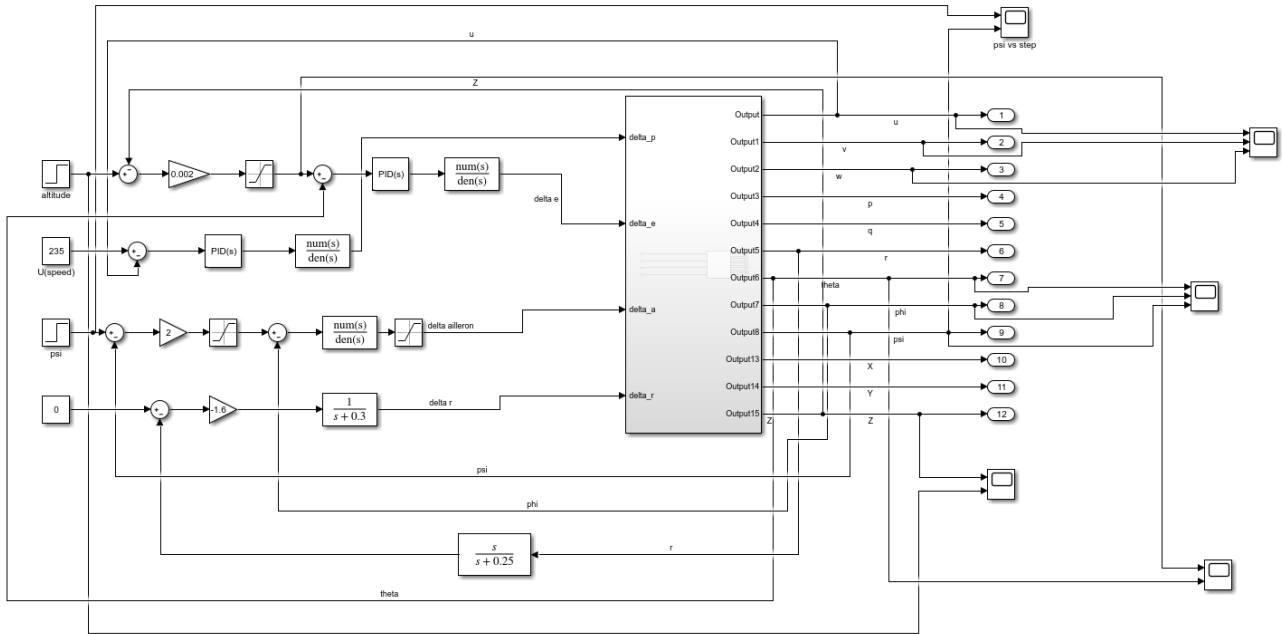 psi vs step
u
Z
Output
u
1
delta_p
Output1
v
2
altitude
0.002
PID(s)
num(s)
den(s)
Output2
w
3
delta e
Output3
p
4
delta_e
Output4
q
5
235
U(speed)
PID(s)
num(s)
den(s)
Output5
r
6
Output6
theta
7
delta_a
Output7
phi
8
psi
2
num(s)
den(s)
delta ailleron
Output8
psi
9
Output13
X
10
Output14
Y
11
0
-1.6
1
s + 0.3
delta r
delta_r
Output15
Z
Z
12
psi
phi
s
s + 0.25
r
theta